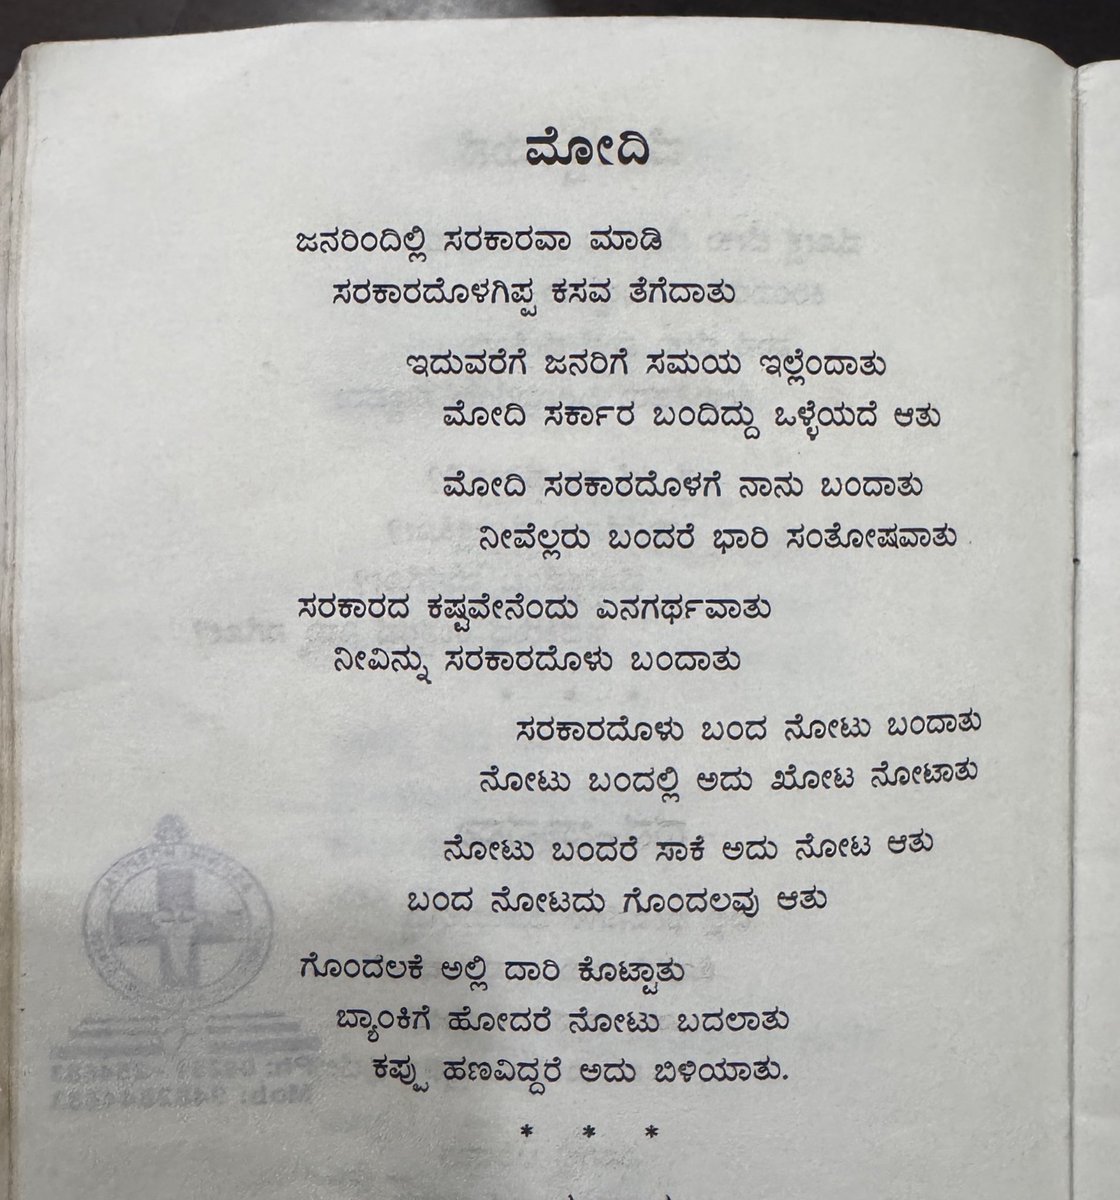 ಮೋದಿ
ಜನರಿಂದಿಲ್ಲಿ ಸರಕಾರವಾ ಮಾಡಿ
ಸರಕಾರದೊಳಗಿಪ್ಪ ಕಸವ ತೆಗೆದಾತು
ಇದುವರೆಗೆ ಜನರಿಗೆ ಸಮಯ ಇಲ್ಲೆಂದಾತು
ಮೋದಿ ಸರ್ಕಾರ ಬಂದಿದ್ದು ಒಳ್ಳೆಯದೆ ಆತು
ಮೋದಿ ಸರಕಾರದೊಳಗೆ ನಾನು ಬಂದಾತು
ನೀವೆಲ್ಲರು ಬಂದರೆ ಭಾರಿ ಸಂತೋಷವಾತು
ಸರಕಾರದ ಕಷ್ಟವೇನೆಂದು ಎನಗರ್ಥವಾತು
ನೀವಿನ್ನು ಸರಕಾರದೊಳು ಬಂದಾತು
ಸರಕಾರದೊಳು ಬಂದ ನೋಟು ಬಂದಾತು
ನೋಟು ಬಂದಲ್ಲಿ ಅದು ಖೋಟ ನೋಟಾತು
ನೋಟು ಬಂದರೆ ಸಾಕೆ ಅದು ನೋಟ ಆತು
ಬಂದ ನೋಟದು ಗೊಂದಲವು ಆತು
ಗೊಂದಲಕೆ ಅಲ್ಲಿ ದಾರಿ ಕೊಟ್ಟಾತು
ಬ್ಯಾಂಕಿಗೆ ಹೋದರೆ ನೋಟು ಬದಲಾತು
ಕಪ್ಪು ಹಣವಿದ್ದರೆ ಅದು ಬಿಳಿಯಾತು.
* * *